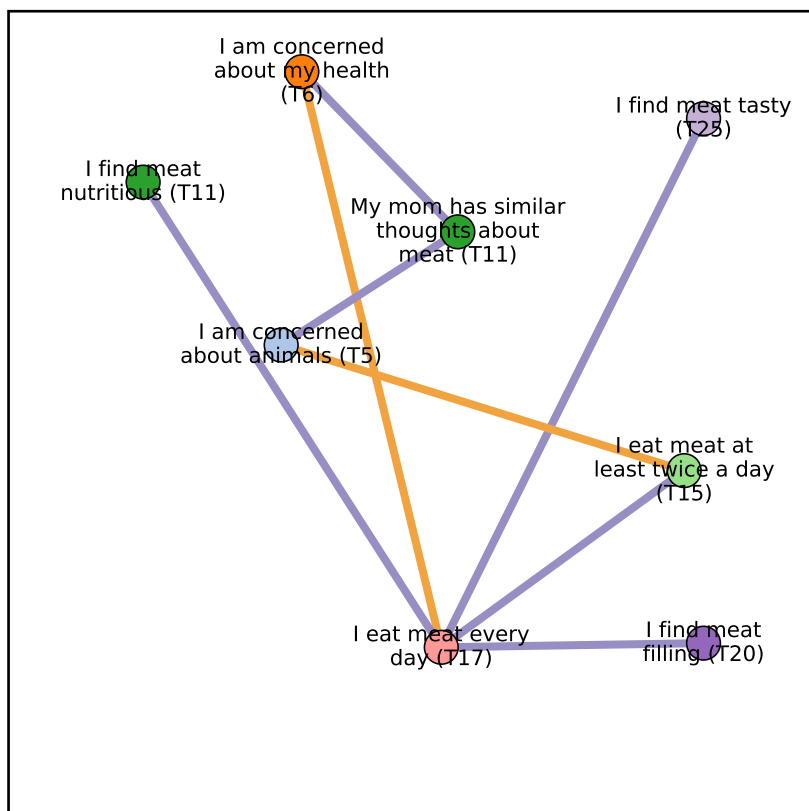 I am concerned
about my health
(T6)
I find meat tasty
(T25)
I find meat
nutritious (T11)
My mom has similar
thoughts about
meat (T11)
I am concerned
about animals (T5)
I eat meat at
least twice a day
(T15)
I eat meat every
day (T17)
I find meat
filling (T20)